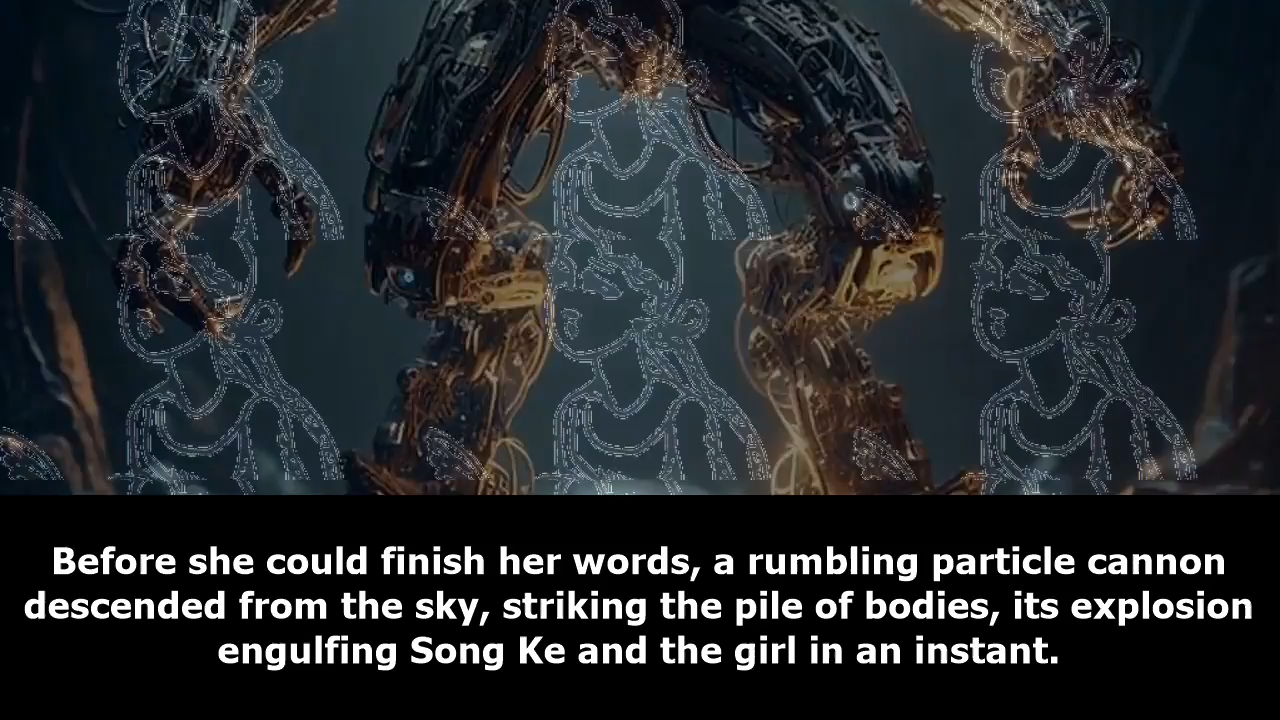 Before she could finish her words, a rumbling particle cannon
descended from the sky, striking the pile of bodies, its explosion
engulfing Song Ke and the girl in an instant.